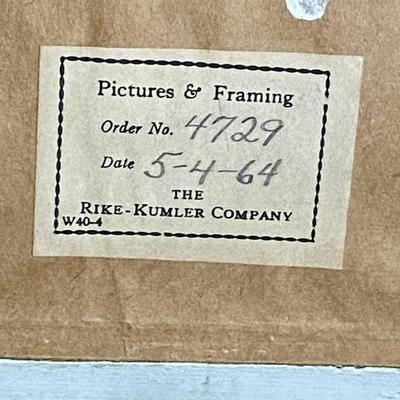 Pictures & Framing
Order No. 4729
Date 5-4-64
THE
RIKE-KUMLER COMPANY
W40-4